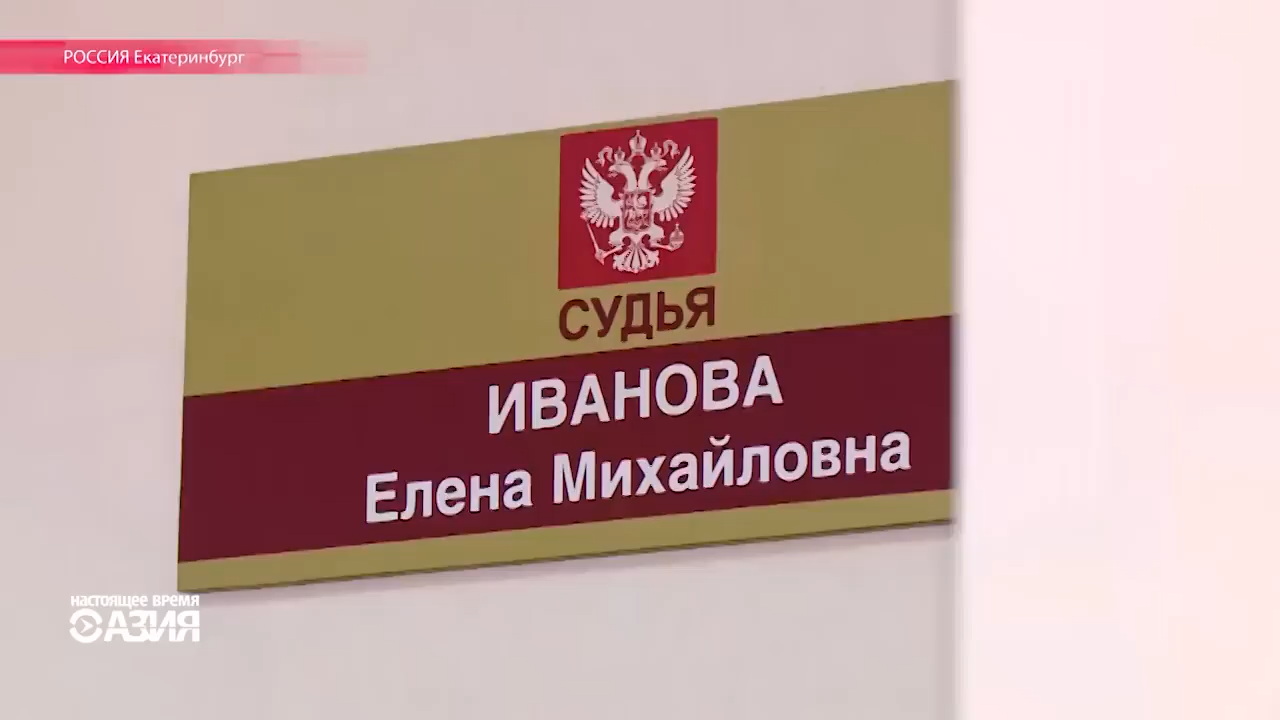 РОССИЯ Екатеринбург
СУДЬЯ
ИВАНОВА
Елена Михайловна
НАСТОЯЩЕЕ ВРЕМЯ
АЗИЯ